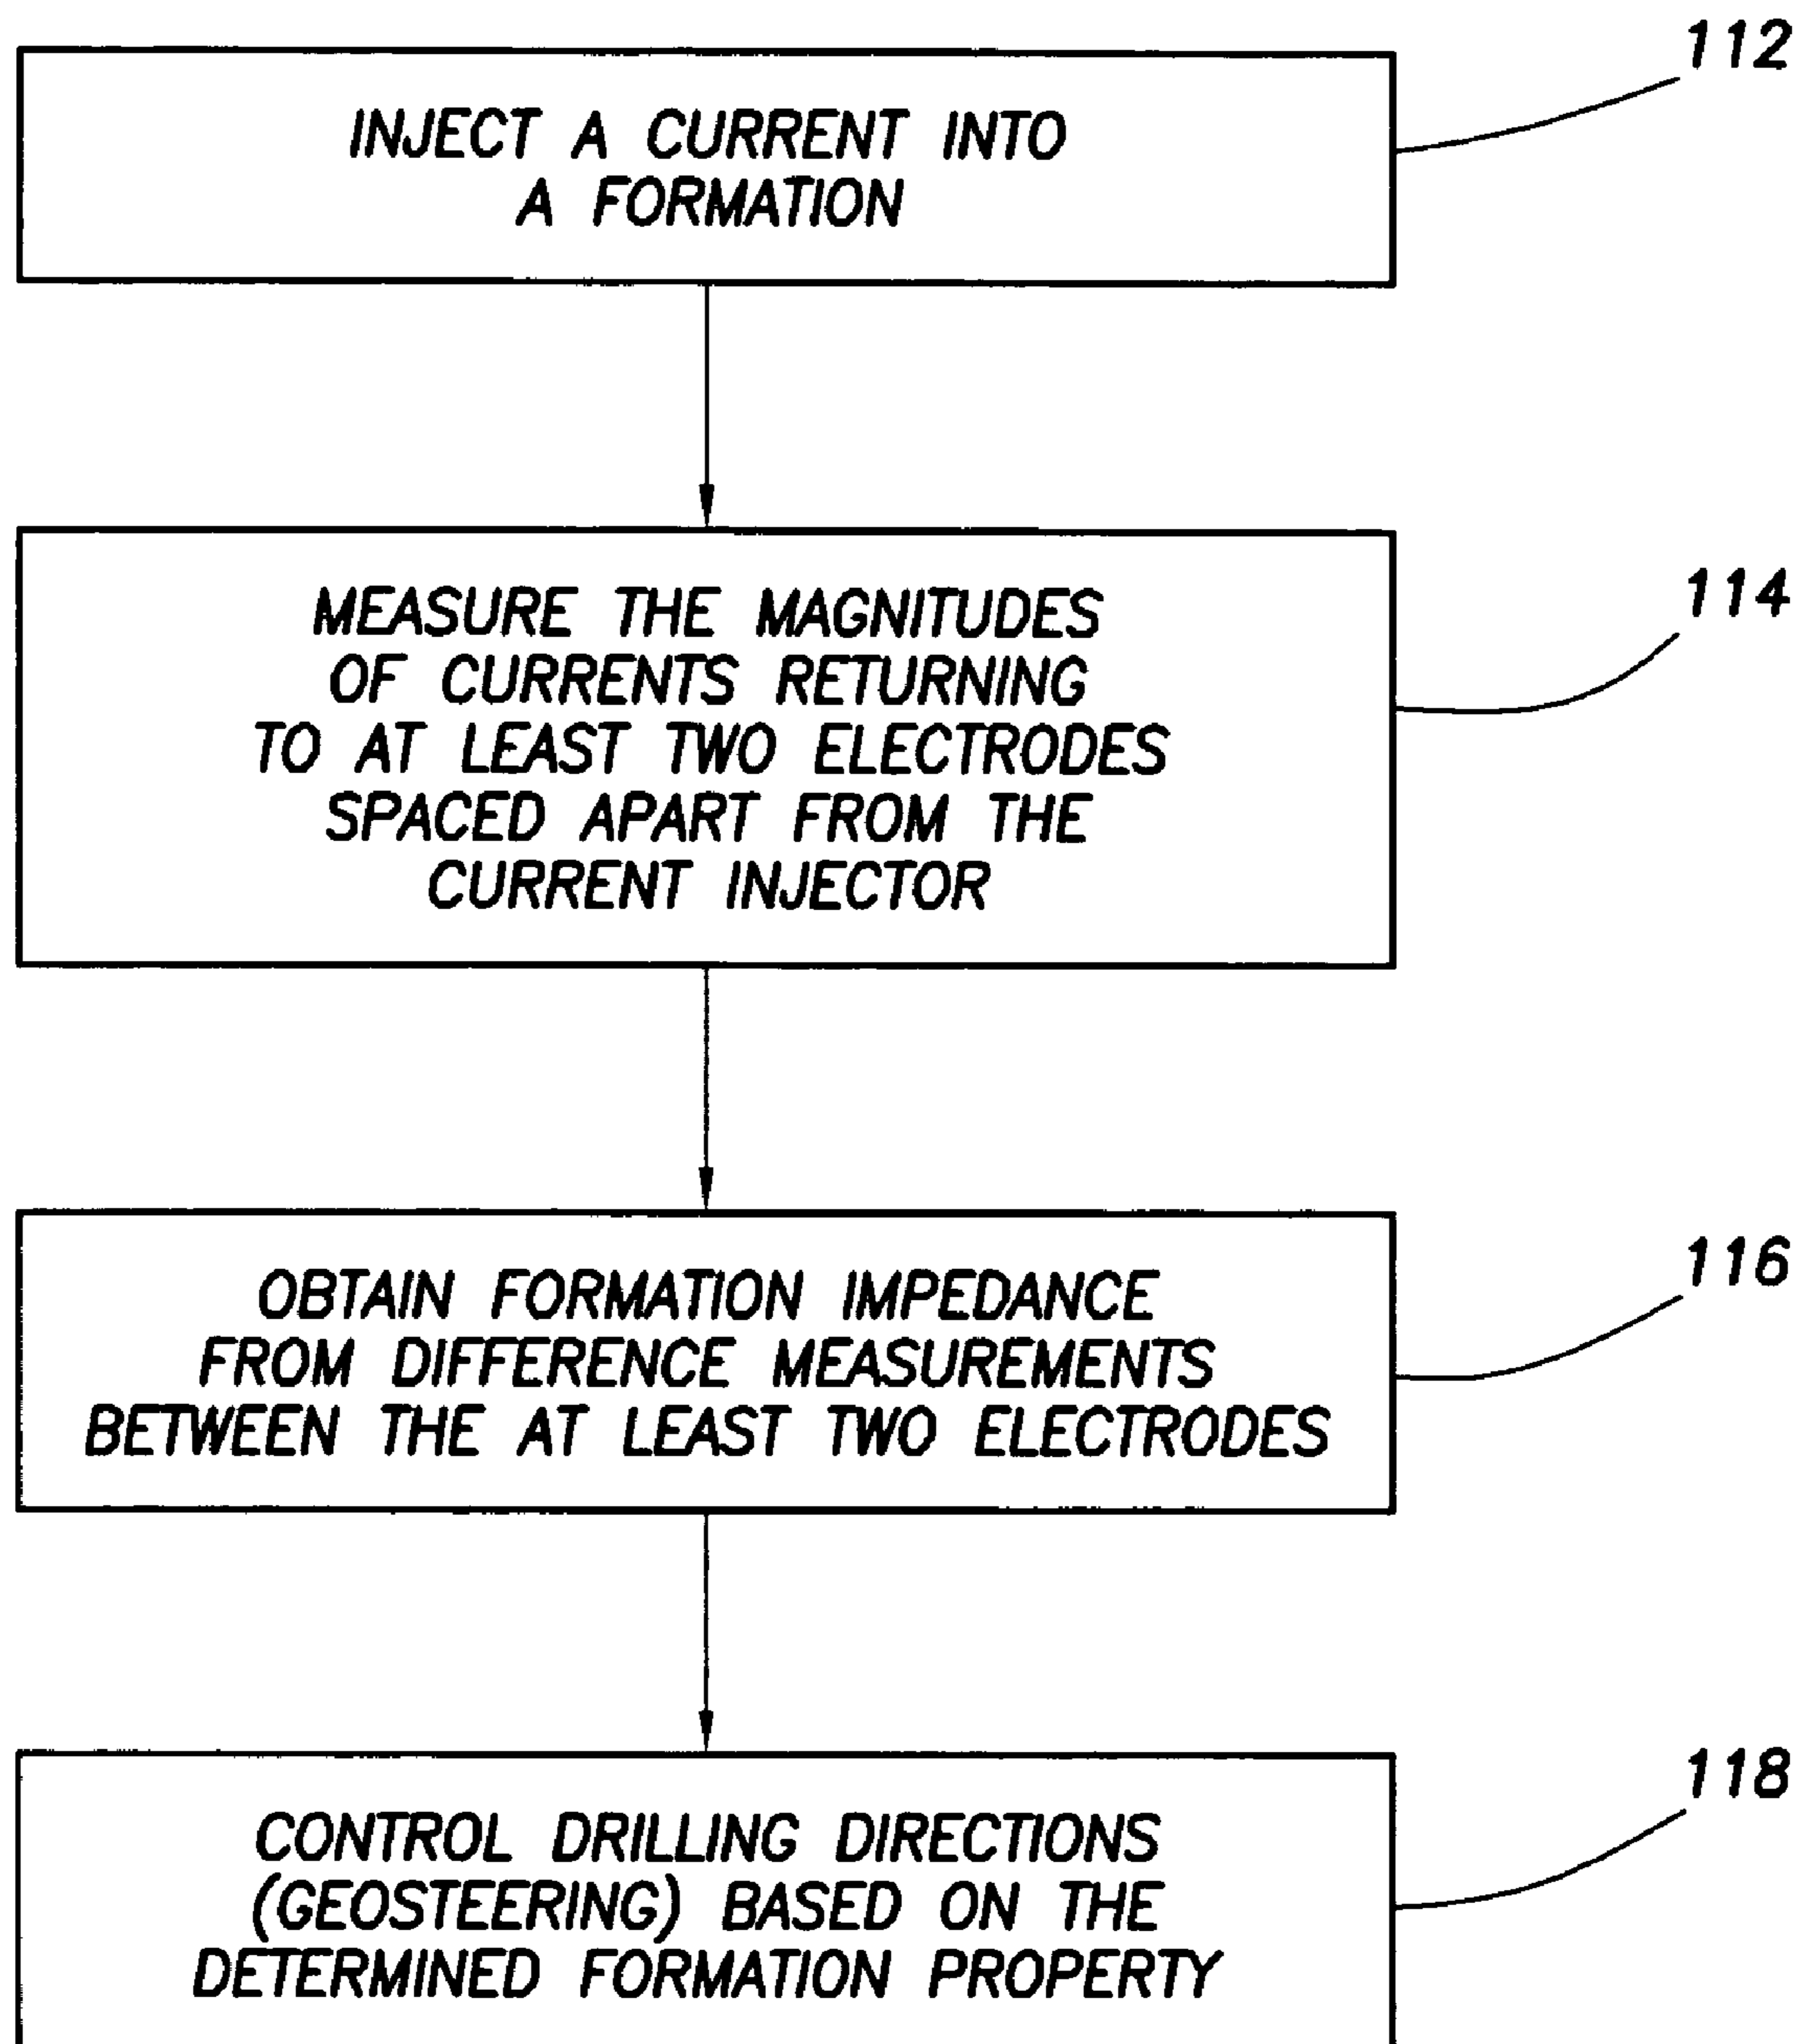 112
INJECT A CURRENT INTO
A FORMATION
114
MEASURE THE MAGNITUDES
OF CURRENTS RETURNING
TO AT LEAST TWO ELECTRODES
SPACED APART FROM THE
CURRENT INJECTOR
116
OBTAIN FORMATION IMPEDANCE
FROM DIFFERENCE MEASUREMENTS
BETWEEN THE AT LEAST TWO ELECTRODES
118
CONTROL DRILLING DIRECTIONS
(GEOSTEERING) BASED ON THE
DETERMINED FORMATION PROPERTY